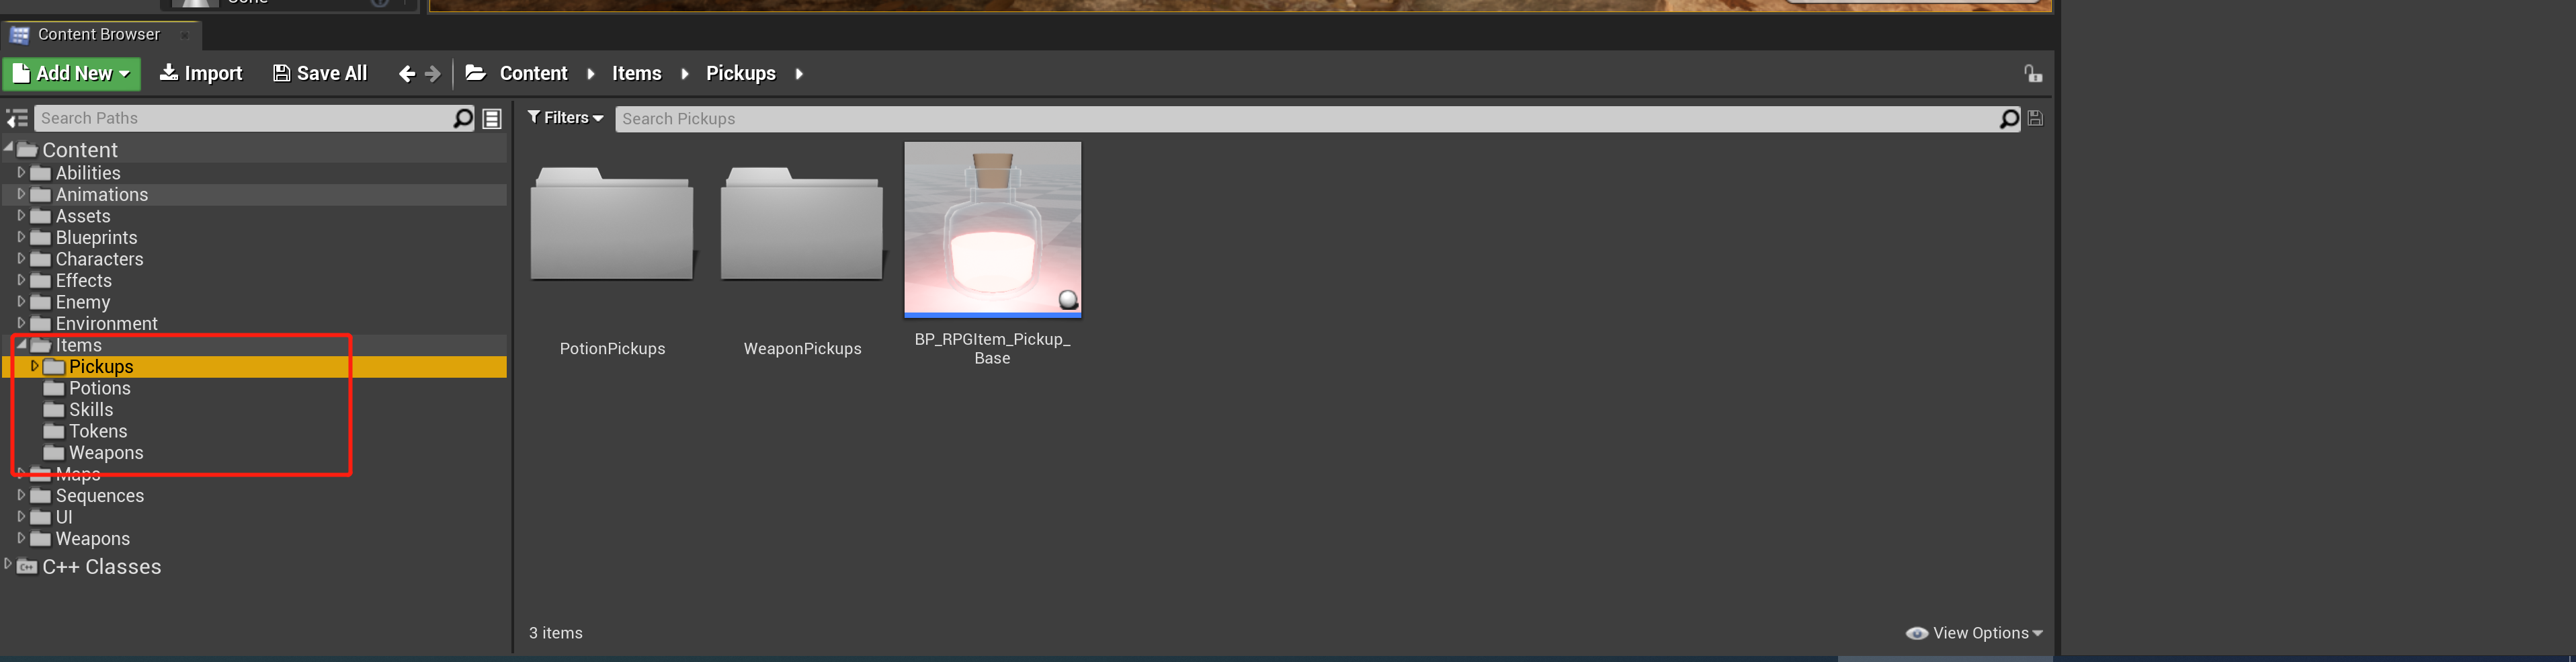 Content Browser
Add New
Import
Save All
Content
Items
Pickups
Search Paths
Filters
Search Pickups
Content
Abilities
Animations
Assets
Blueprints
Characters
Effects
Enemy
Environment
Items
Pickups
Potions
Skills
Tokens
Weapons
Maps
Sequences
UI
Weapons
C++ Classes
PotionPickups
WeaponPickups
BP_RPGItem_Pickup_
Base
3 items
View Options